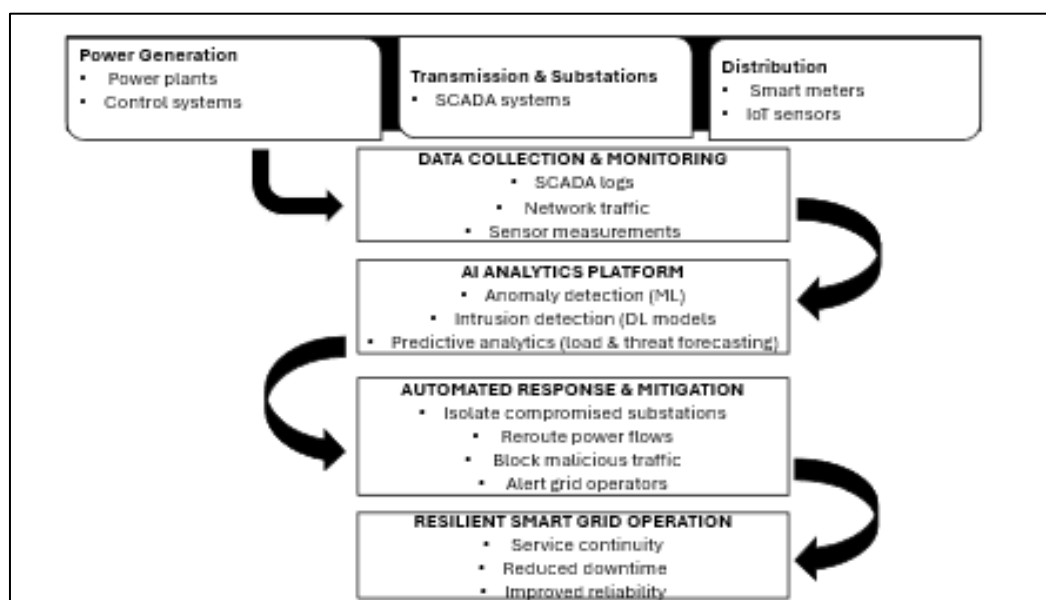 Power Generation
▪ Power plants
▪ Control systems
Transmission & Substations
▪ SCADA systems
Distribution
▪ Smart meters
▪ IoT sensors
DATA COLLECTION & MONITORING
▪ SCADA logs
▪ Network traffic
▪ Sensor measurements
AI ANALYTICS PLATFORM
▪ Anomaly detection (ML)
▪ Intrusion detection (DL models
▪ Predictive analytics (load & threat forecasting)
AUTOMATED RESPONSE & MITIGATION
▪ Isolate compromised substations
▪ Reroute power flows
▪ Block malicious traffic
▪ Alert grid operators
RESILIENT SMART GRID OPERATION
▪ Service continuity
▪ Reduced downtime
▪ Improved reliability